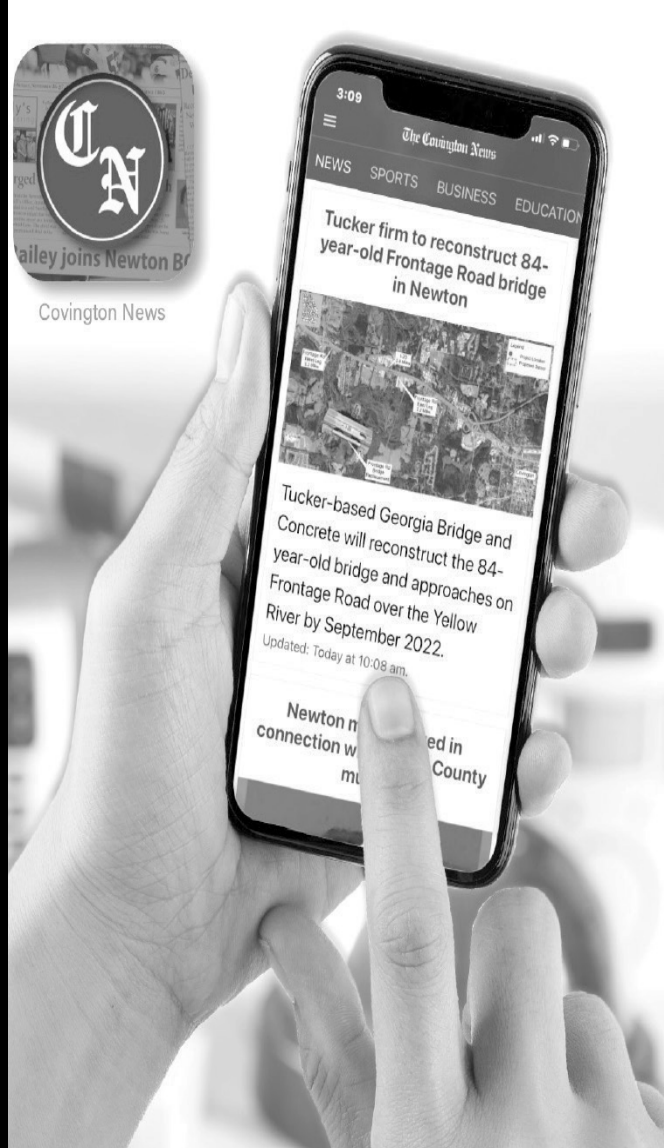 CN
y's
rged
ailey joins Newton BO
Covington News
3:09
The Covington News
NEWS SPORTS BUSINESS EDUCATION
Tucker firm to reconstruct 84-
year-old Frontage Road bridge
in Newton
Tucker-based Georgia Bridge and
Concrete will reconstruct the 84-
year-old bridge and approaches on
Frontage Road over the Yellow
River by September 2022.
Updated: Today at 10:08 am.
Newton m ed in
connection w County
mu